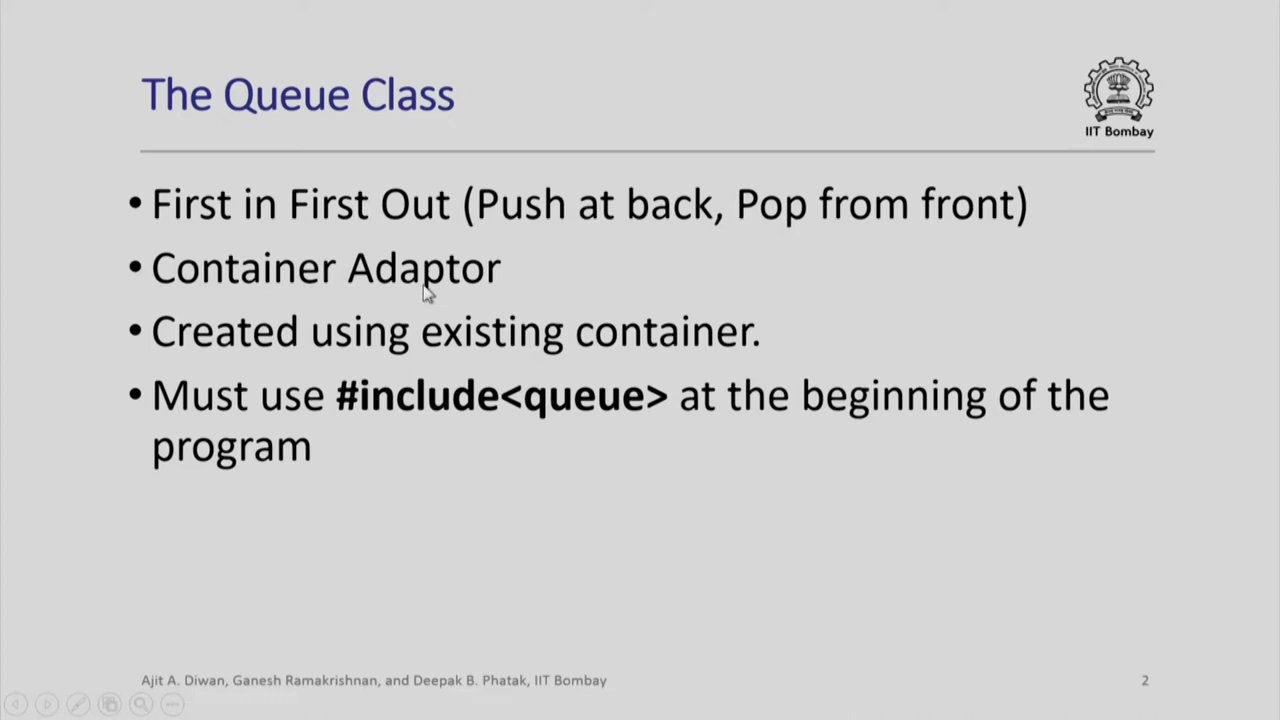 The Queue Class
IIT Bombay
• First in First Out (Push at back, Pop from front)
• Container Adaptor
• Created using existing container.
• Must use #include<queue> at the beginning of the
program
Ajit A. Diwan, Ganesh Ramakrishnan, and Deepak B. Phatak, IIT Bombay
2